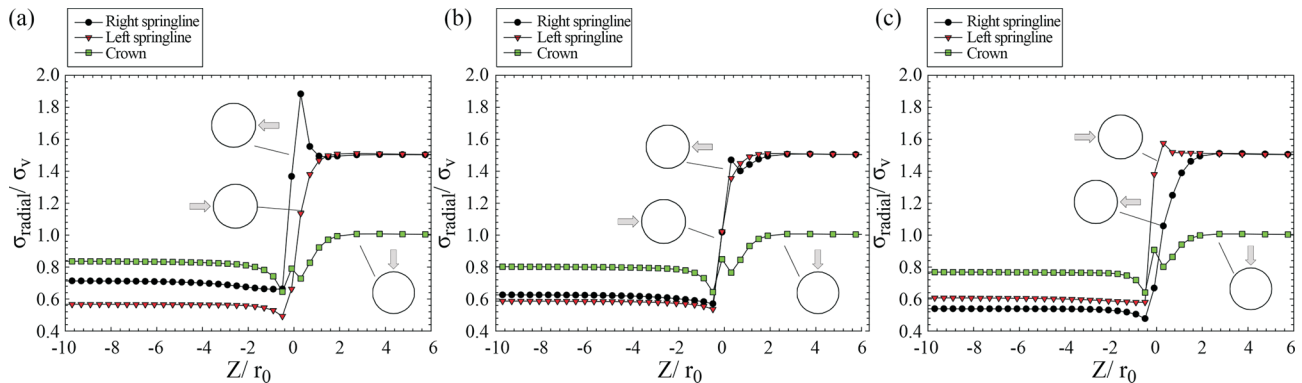 (a)
Right springline
Left springline
Crown
2.0
1.8
1.6
1.4
1.2
1.0
0.8
0.6
0.4
σradial/ σv
-10 -8 -6 -4 -2 0 2 4 6
Z/ r0
(b)
Right springline
Left springline
Crown
2.0
1.8
1.6
1.4
1.2
1.0
0.8
0.6
0.4
σradial/ σv
-10 -8 -6 -4 -2 0 2 4 6
Z/ r0
(c)
Right springline
Left springline
Crown
2.0
1.8
1.6
1.4
1.2
1.0
0.8
0.6
0.4
σradial/ σv
-10 -8 -6 -4 -2 0 2 4 6
Z/ r0